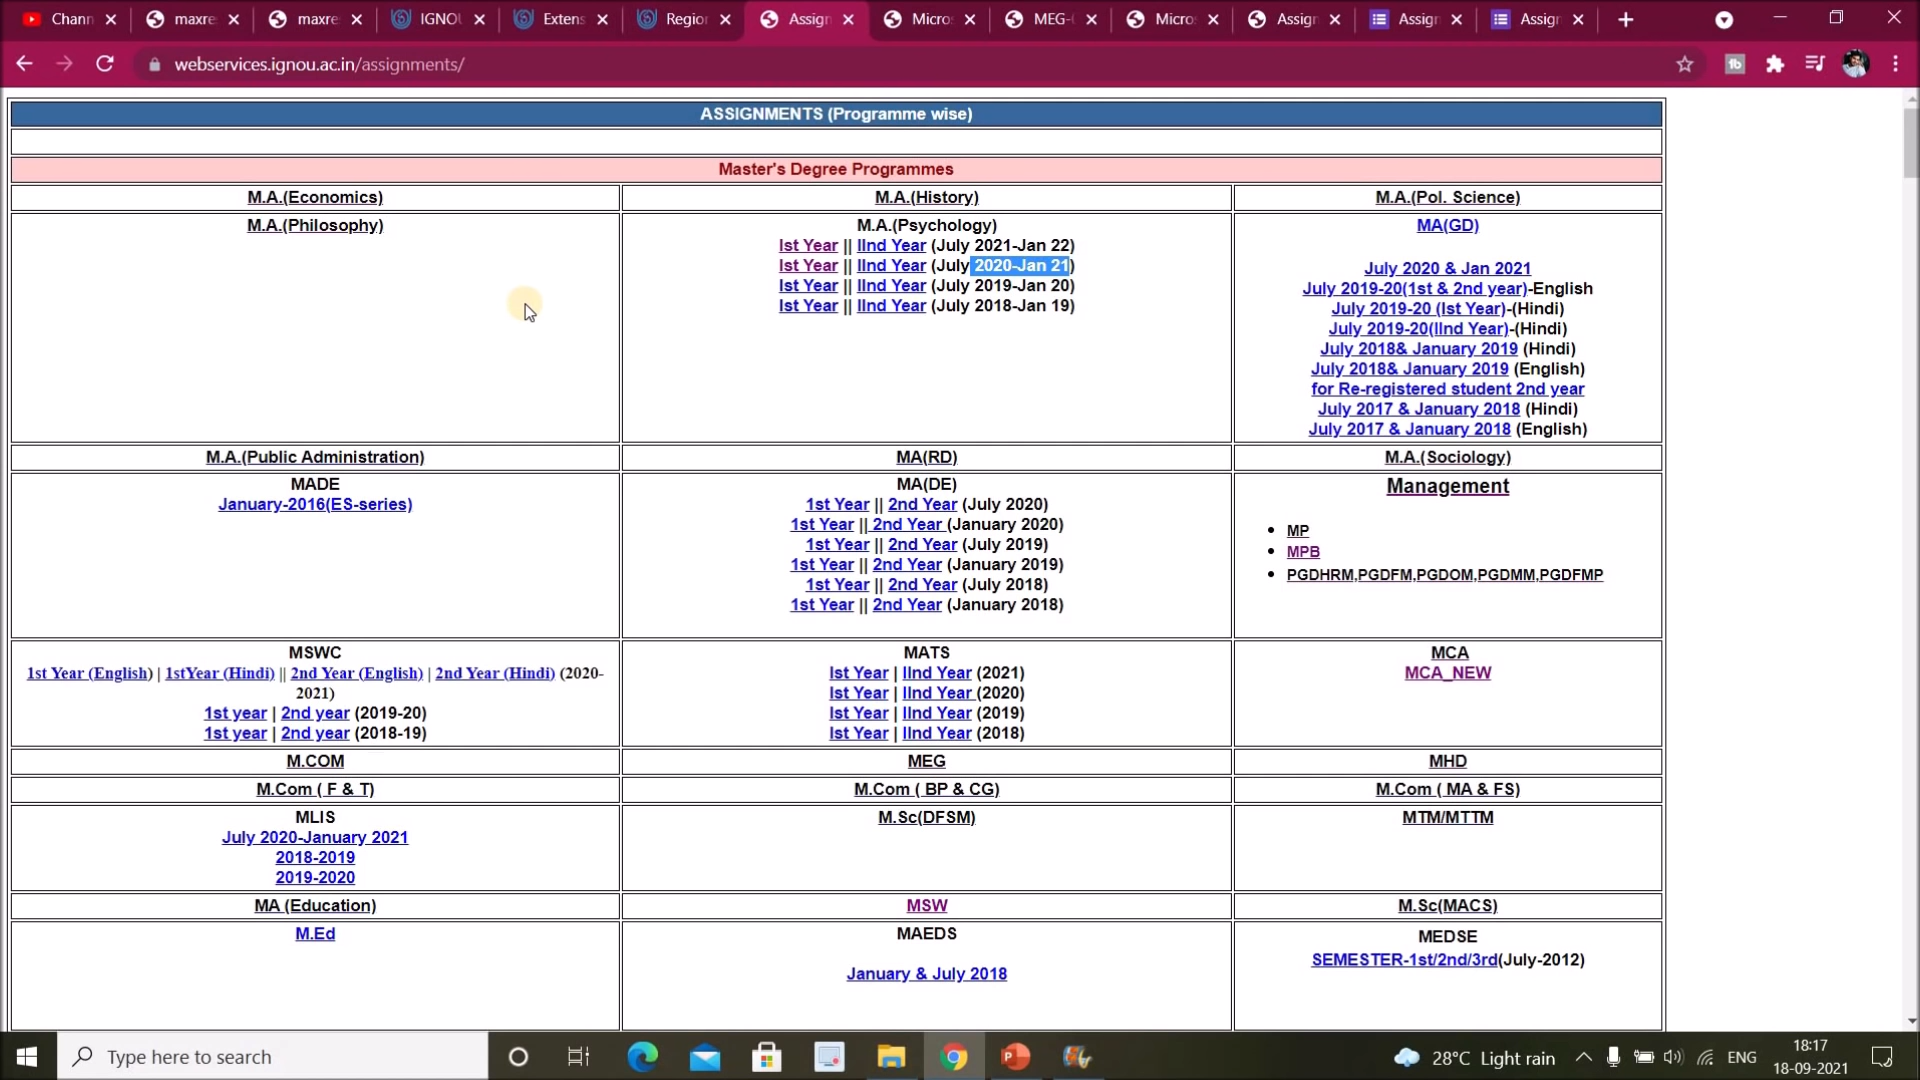 Chann
maxre
maxre
IGNOU
Extens
Region
Assign
Micros
MEG-
Micros
Assign
Assign
Assign
webservices.ignou.ac.in/assignments/
ASSIGNMENTS (Programme wise)
Master's Degree Programmes
M.A.(Economics)
M.A.(History)
M.A.(Pol. Science)
M.A.(Philosophy)
M.A.(Psychology)
Ist Year || IInd Year (July 2021-Jan 22)
Ist Year || IInd Year (July 2020-Jan 21)
Ist Year || IInd Year (July 2019-Jan 20)
Ist Year || IInd Year (July 2018-Jan 19)
MA(GD)
July 2020 & Jan 2021
July 2019-20(1st & 2nd year)-English
July 2019-20 (Ist Year)-(Hindi)
July 2019-20(IInd Year)-(Hindi)
July 2018& January 2019 (Hindi)
July 2018& January 2019 (English)
for Re-registered student 2nd year
July 2017 & January 2018 (Hindi)
July 2017 & January 2018 (English)
M.A.(Public Administration)
MA(RD)
M.A.(Sociology)
MADE
January-2016(ES-series)
MA(DE)
1st Year || 2nd Year (July 2020)
1st Year || 2nd Year (January 2020)
1st Year || 2nd Year (July 2019)
1st Year || 2nd Year (January 2019)
1st Year || 2nd Year (July 2018)
1st Year || 2nd Year (January 2018)
Management
• MP
• MPB
• PGDHRM,PGDFM,PGDOM,PGDMM,PGDFMP
MSWC
1st Year (English) | 1stYear (Hindi) || 2nd Year (English) | 2nd Year (Hindi) (2020-
2021)
1st year | 2nd year (2019-20)
1st year | 2nd year (2018-19)
MATS
Ist Year | IInd Year (2021)
Ist Year | IInd Year (2020)
Ist Year | IInd Year (2019)
Ist Year | IInd Year (2018)
MCA
MCA_NEW
M.COM
MEG
MHD
M.Com ( F & T)
M.Com ( BP & CG)
M.Com ( MA & FS)
MLIS
July 2020-January 2021
2018-2019
2019-2020
M.Sc(DFSM)
MTM/MTTM
MA (Education)
MSW
M.Sc(MACS)
M.Ed
MAEDS
January & July 2018
MEDSE
SEMESTER-1st/2nd/3rd(July-2012)
Type here to search
28°C Light rain
ENG
18:17
18-09-2021